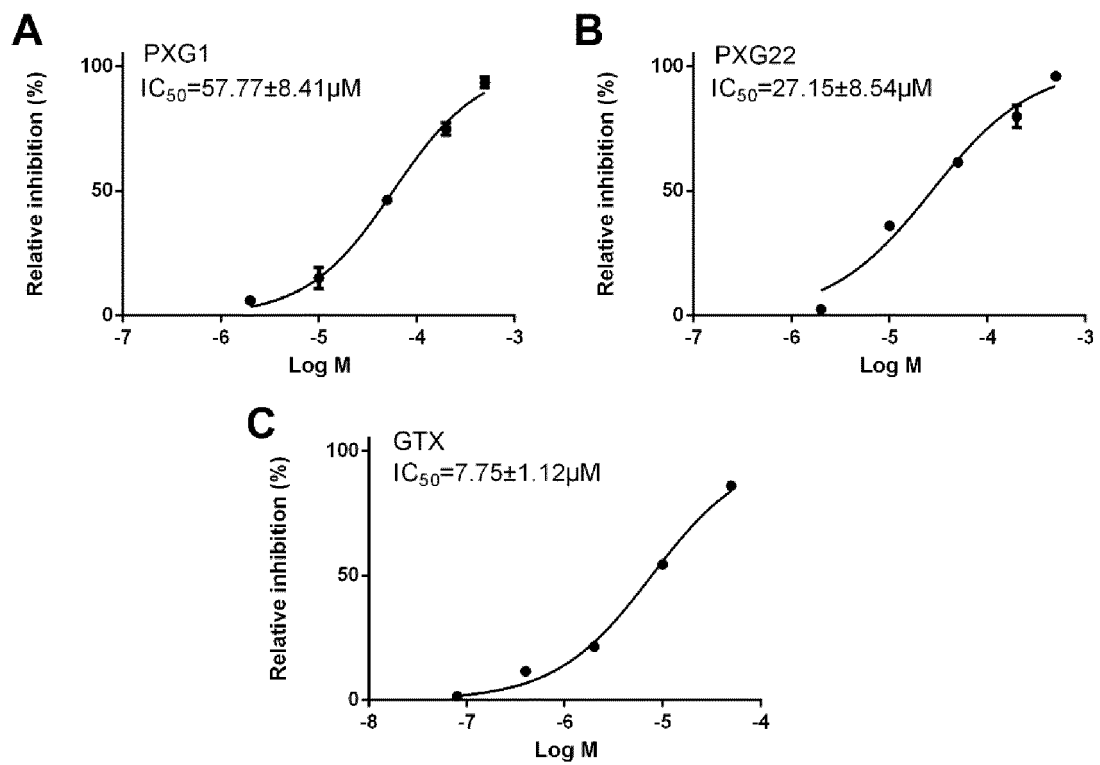 A
PXG1
IC50=57.77±8.41µM
Relative inhibition (%)
100
50
0
-7 -6 -5 -4 -3
Log M
B
PXG22
IC50=27.15±8.54µM
Relative inhibition (%)
100
50
0
-7 -6 -5 -4 -3
Log M
C
GTX
IC50=7.75±1.12µM
Relative inhibition (%)
100
50
0
-8 -7 -6 -5 -4
Log M